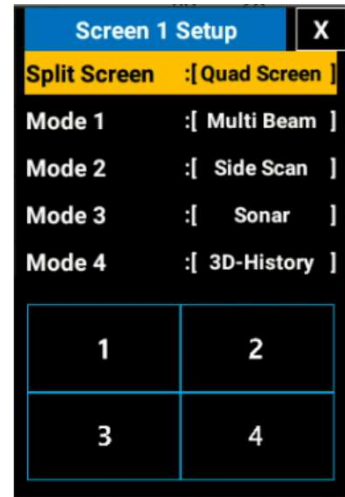 Screen 1 Setup X
Split Screen :[ Quad Screen ]
Mode 1 :[ Multi Beam ]
Mode 2 :[ Side Scan ]
Mode 3 :[ Sonar ]
Mode 4 :[ 3D-History ]
1 2
3 4